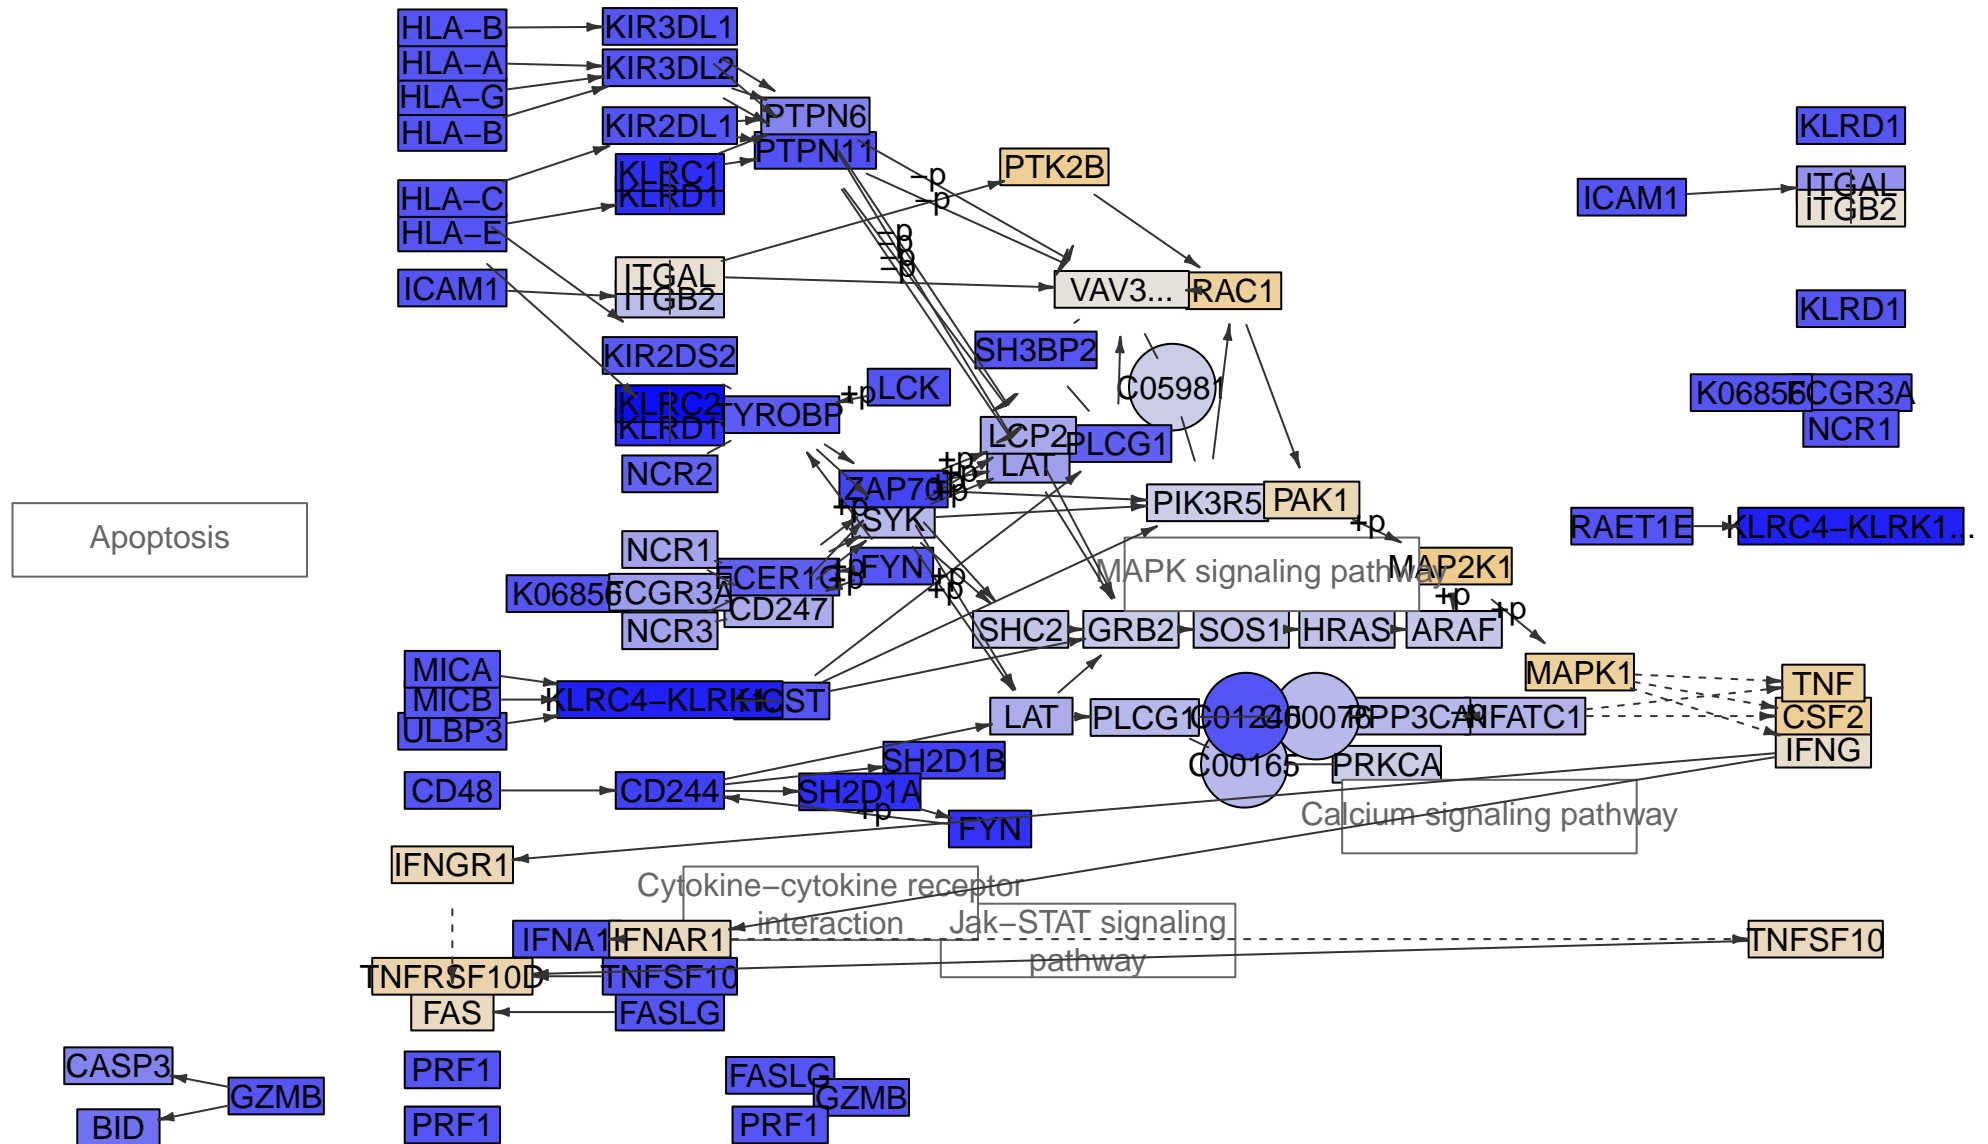 HLA−B
KIR3DL1
HLA−A
KIR3DL2
HLA−G
HLA−B
PTPN6
KIR2DL1
KLRD1
PTPN11
PTK2B
KLRC1
−p
ITGAL
KLRD1
ICAM1
HLA−C
−p
ITGB2
HLA−E
−p
−p
−p
−p
ITGAL
ICAM1
ITGB2
VAV3...
RAC1
KLRD1
KIR2DS2
SH3BP2
LCK
+p
C05981
K06856
FCGR3A
KLRC2
TYROBP
KLRD1
NCR1
LCP2
PLCG1
NCR2
LAT
+p
+p
+p
+p
ZAP70
PIK3R5
PAK1
+p
SYK
+p
RAET1E
KLRC4−KLRK1...
Apoptosis
NCR1
FYN
MAPK signaling pathway
MAP2K1
FCER1G
+p
+p
+p
+p
K06856
FCGR3A
CD247
+p
+p
NCR3
SHC2
GRB2
SOS1
HRAS
ARAF
MICA
MAPK1
TNF
MICB
KLRC4−KLRK1...
HCST
ULBP3
LAT
PLCG1
C01245
C00076
PPP3CA
−p
NFATC1
CSF2
IFNG
SH2D1B
C00165
PRKCA
CD48
CD244
SH2D1A
+p
Calcium signaling pathway
FYN
IFNGR1
Cytokine−cytokine receptor
interaction
Jak−STAT signaling
pathway
IFNA1
IFNAR1
TNFSF10
TNFRSF10D
TNFSF10
FAS
FASLG
CASP3
PRF1
FASLG
GZMB
GZMB
BID
PRF1
PRF1